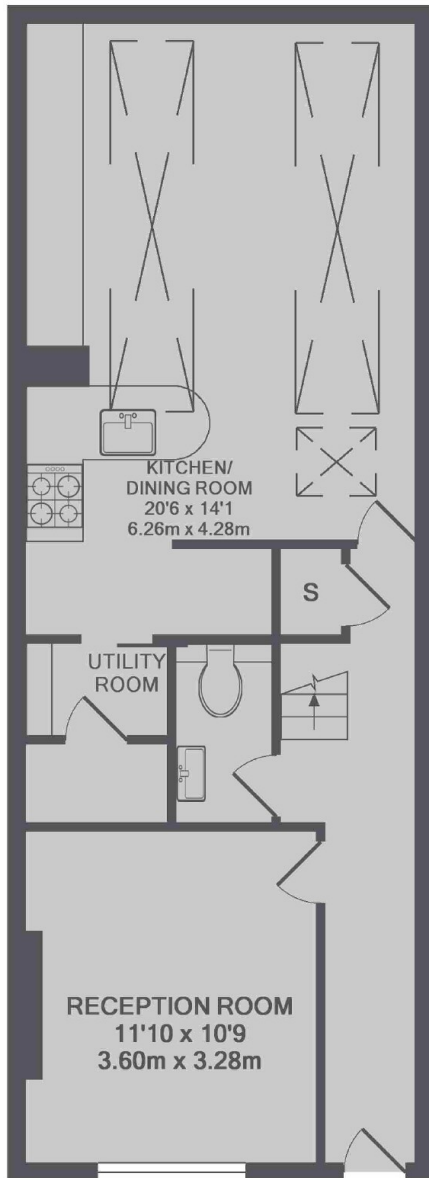 KITCHEN/
DINING ROOM
20'6 x 14'1
6.26m x 4.28m
S
UTILITY
ROOM
RECEPTION ROOM
11'10 x 10'9
3.60m x 3.28m